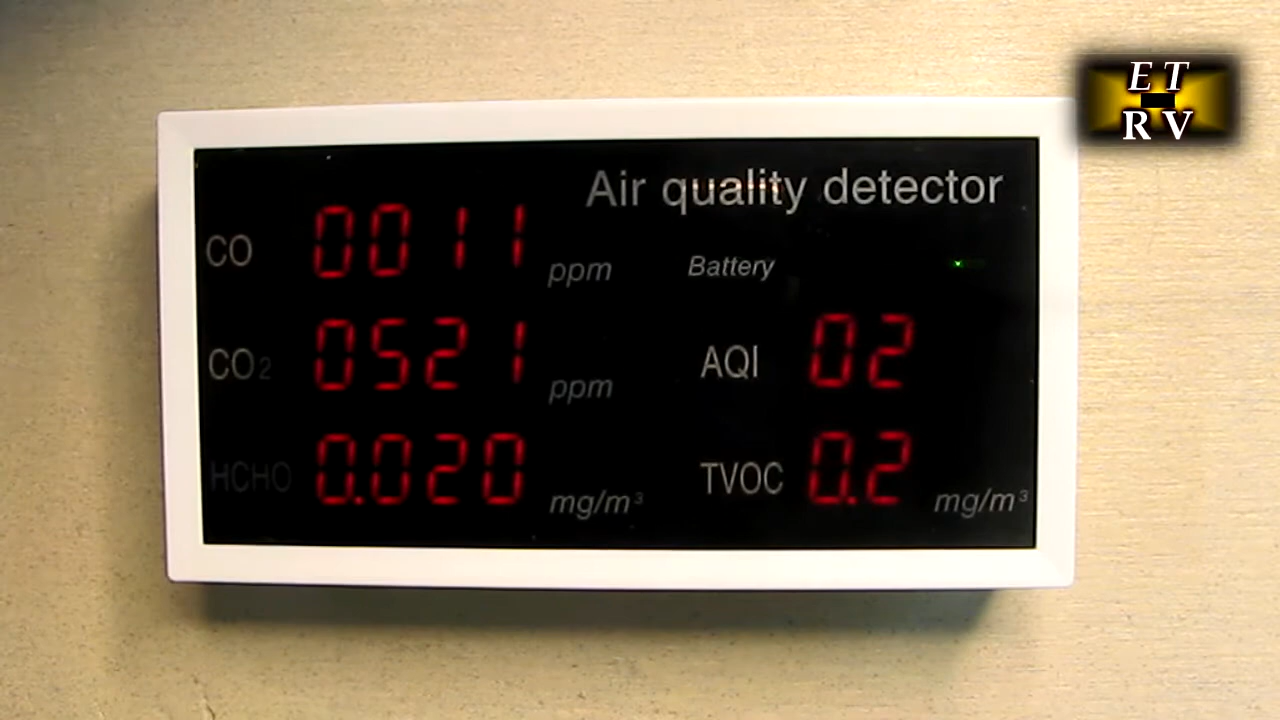 Air quality detector
CO 0011 ppm
Battery
CO2 0521 ppm
AQI 02
HCHO 0.020 mg/m³
TVOC 0.2 mg/m³
ET
RV